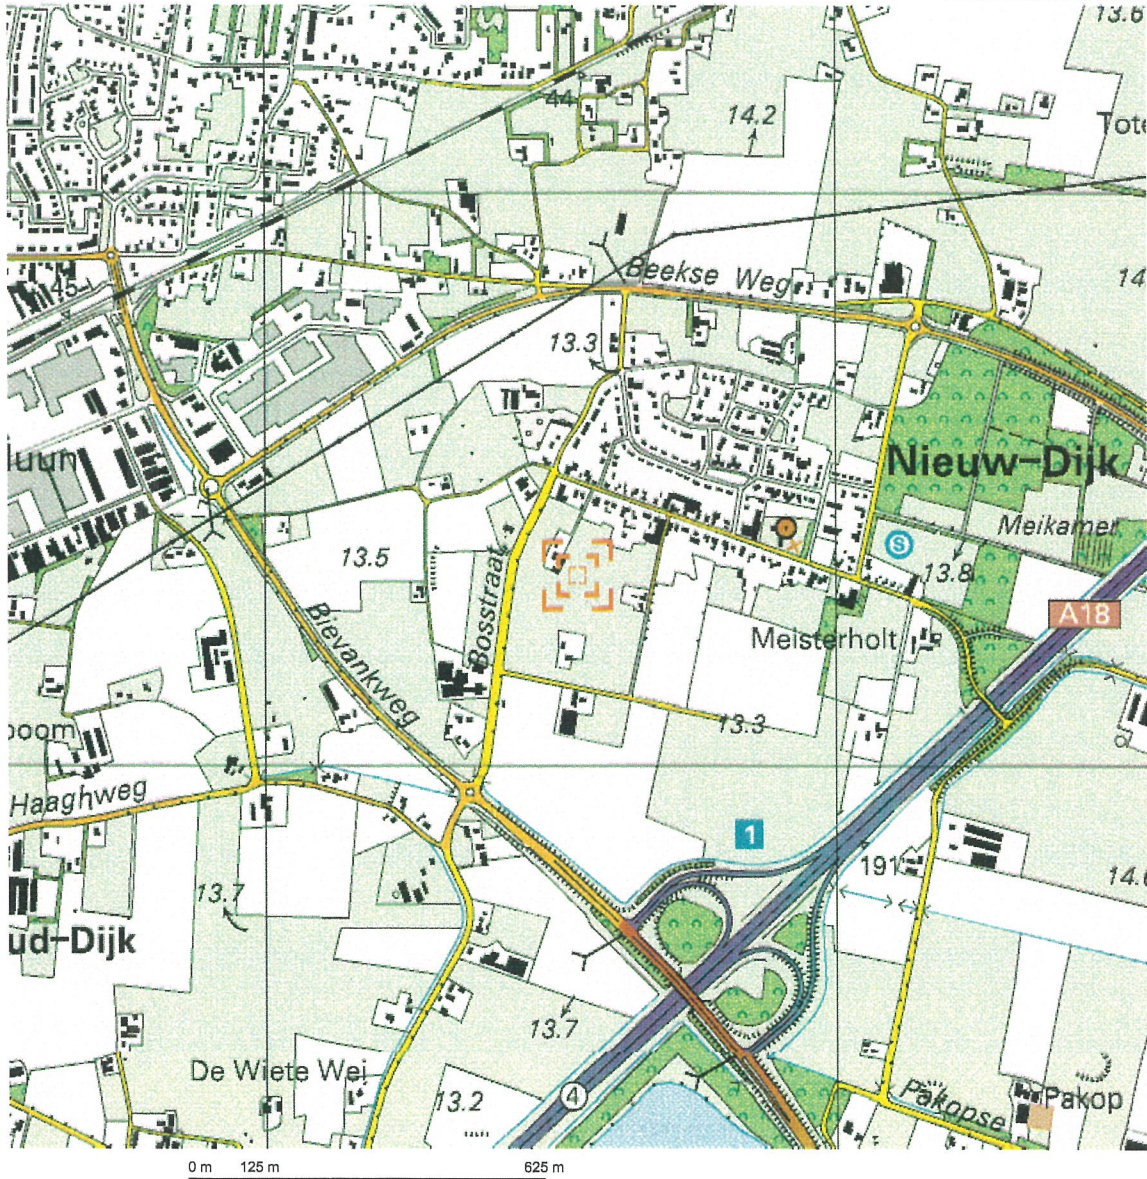 13.6
44
14.2
Tote
45
Beekse Weg
14
13.3
luun
Nieuw-Dijk
Meikamer
S
13.5
13.8
A18
Bosstraat
Bievankweg
Meisterholt
boom
13.3
Haaghweg
1
191
14.0
13.7
ud-Dijk
13.7
De Wiete Wei
4
13.2
Pakopse
Pakop
0 m 125 m 625 m